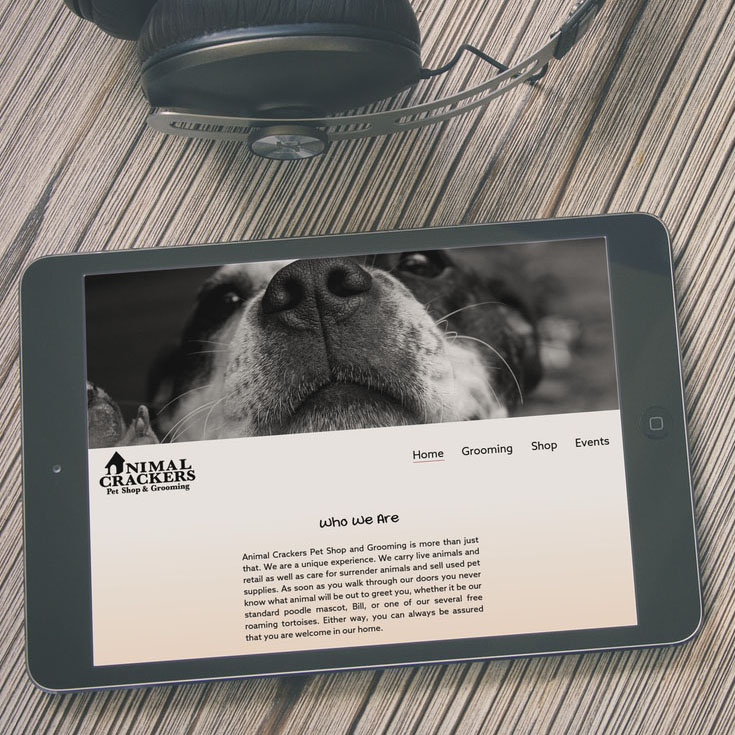 Home Grooming Shop Events
ANIMAL
CRACKERS
Pet Shop & Grooming
Who We Are
Animal Crackers Pet Shop and Grooming is more than just
that. We are a unique experience. We carry live animals and
retail as well as care for surrender animals and sell used pet
supplies. As soon as you walk through our doors you never
know what animal will be out to greet you, whether it be our
standard poodle mascot, Bill, or one of our several free
roaming tortoises. Either way, you can always be assured
that you are welcome in our home.